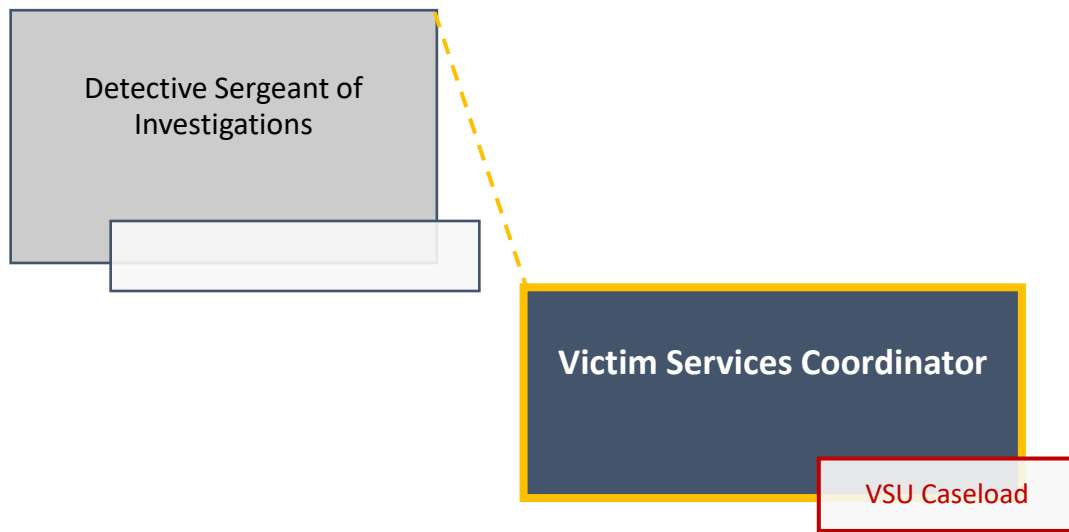 Detective Sergeant of
Investigations
Victim Services Coordinator
VSU Caseload